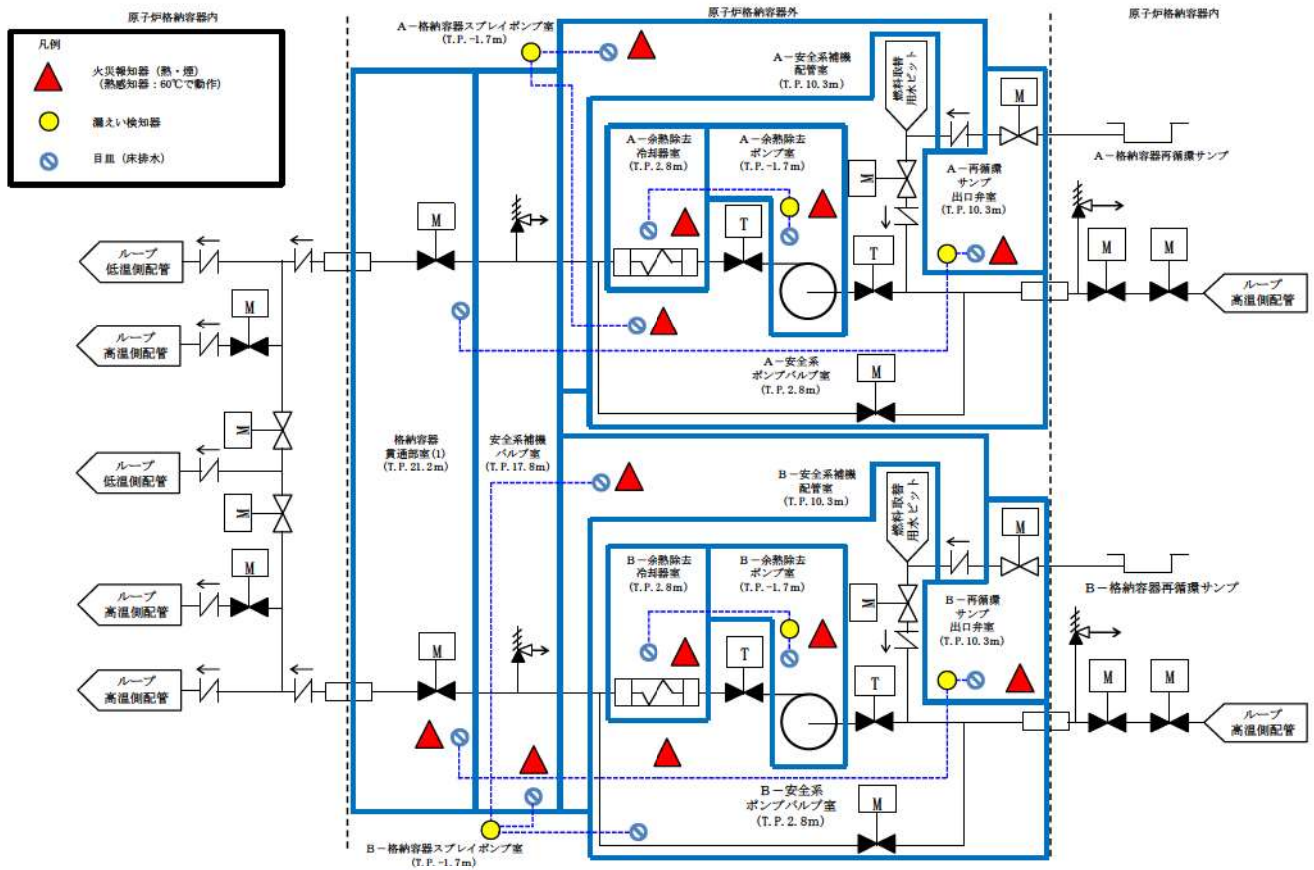 原子炉格納容器内
原子炉格納容器外
原子炉格納容器内
凡例
火災報知器（熱・煙）
（熱感知器：60℃で動作）
漏えい検知器
目皿（床排水）
A－格納容器スプレイポンプ室
(T.P.-1.7m)
A－安全系補機
配管室
(T.P.10.3m)
燃料取替
用水ピット
M
A－格納容器再循環サンプ
A－余熱除去
冷却器室
(T.P.2.8m)
A－余熱除去
ポンプ室
(T.P.-1.7m)
M
A－再循環
サンプ
出口弁室
(T.P.10.3m)
M
T
T
M
M
ループ
低温側配管
ループ
高温側配管
M
ループ
高温側配管
A－安全系
ポンプバルブ室
(T.P.2.8m)
M
M
ループ
低温側配管
格納容器
貫通部室(1)
(T.P.21.2m)
安全系補機
バルブ室
(T.P.17.8m)
M
B－安全系補機
配管室
(T.P.10.3m)
燃料取替
用水ピット
M
B－格納容器再循環サンプ
M
ループ
高温側配管
B－余熱除去
冷却器室
(T.P.2.8m)
B－余熱除去
ポンプ室
(T.P.-1.7m)
M
B－再循環
サンプ
出口弁室
(T.P.10.3m)
M
T
T
M
M
ループ
高温側配管
ループ
高温側配管
B－安全系
ポンプバルブ室
(T.P.2.8m)
M
B－格納容器スプレイポンプ室
(T.P.-1.7m)